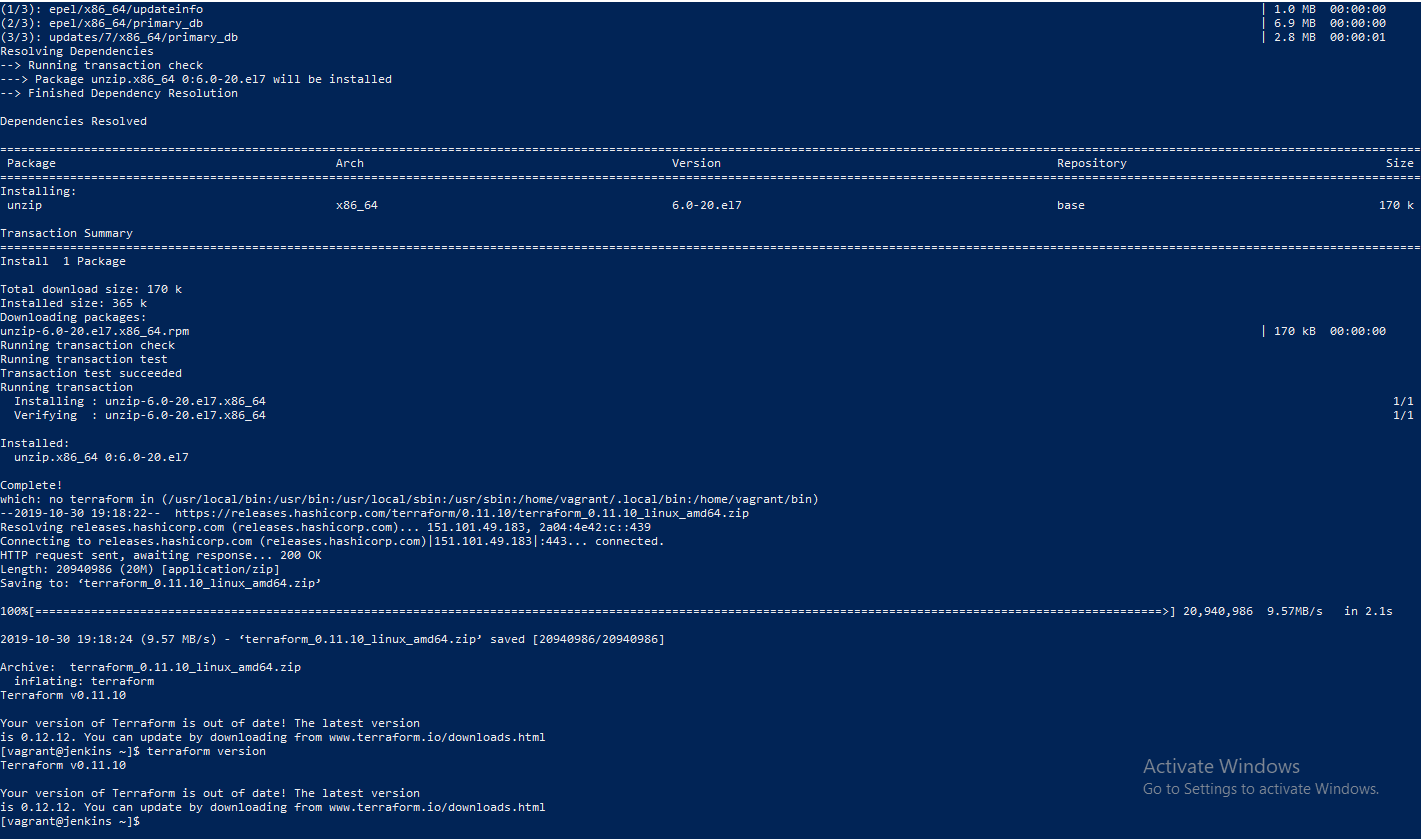 (1/3): epel/x86_64/updateinfo | 1.0 MB 00:00:00
(2/3): epel/x86_64/primary_db | 6.9 MB 00:00:00
(3/3): updates/7/x86_64/primary_db | 2.8 MB 00:00:01
Resolving Dependencies
--> Running transaction check
---> Package unzip.x86_64 0:6.0-20.el7 will be installed
--> Finished Dependency Resolution
Dependencies Resolved
Package Arch Version Repository Size
Installing:
unzip x86_64 6.0-20.el7 base 170 k
Transaction Summary
Install 1 Package
Total download size: 170 k
Installed size: 365 k
Downloading packages:
unzip-6.0-20.el7.x86_64.rpm | 170 kB 00:00:00
Running transaction check
Running transaction test
Transaction test succeeded
Running transaction
Installing : unzip-6.0-20.el7.x86_64 1/1
Verifying : unzip-6.0-20.el7.x86_64 1/1
Installed:
unzip.x86_64 0:6.0-20.el7
Complete!
which: no terraform in (/usr/local/bin:/usr/bin:/usr/local/sbin:/usr/sbin:/home/vagrant/.local/bin:/home/vagrant/bin)
--2019-10-30 19:18:22-- https://releases.hashicorp.com/terraform/0.11.10/terraform_0.11.10_linux_amd64.zip
Resolving releases.hashicorp.com (releases.hashicorp.com)... 151.101.49.183, 2a04:4e42:c::439
Connecting to releases.hashicorp.com (releases.hashicorp.com)|151.101.49.183|:443... connected.
HTTP request sent, awaiting response... 200 OK
Length: 20940986 (20M) [application/zip]
Saving to: ‘terraform_0.11.10_linux_amd64.zip’
100%[=====>] 20,940,986 9.57MB/s in 2.1s
2019-10-30 19:18:24 (9.57 MB/s) - ‘terraform_0.11.10_linux_amd64.zip’ saved [20940986/20940986]
Archive: terraform_0.11.10_linux_amd64.zip
inflating: terraform
Terraform v0.11.10
Your version of Terraform is out of date! The latest version
is 0.12.12. You can update by downloading from www.terraform.io/downloads.html
[vagrant@jenkins ~]$ terraform version
Terraform v0.11.10
Your version of Terraform is out of date! The latest version
is 0.12.12. You can update by downloading from www.terraform.io/downloads.html
[vagrant@jenkins ~]$
Activate Windows
Go to Settings to activate Windows.